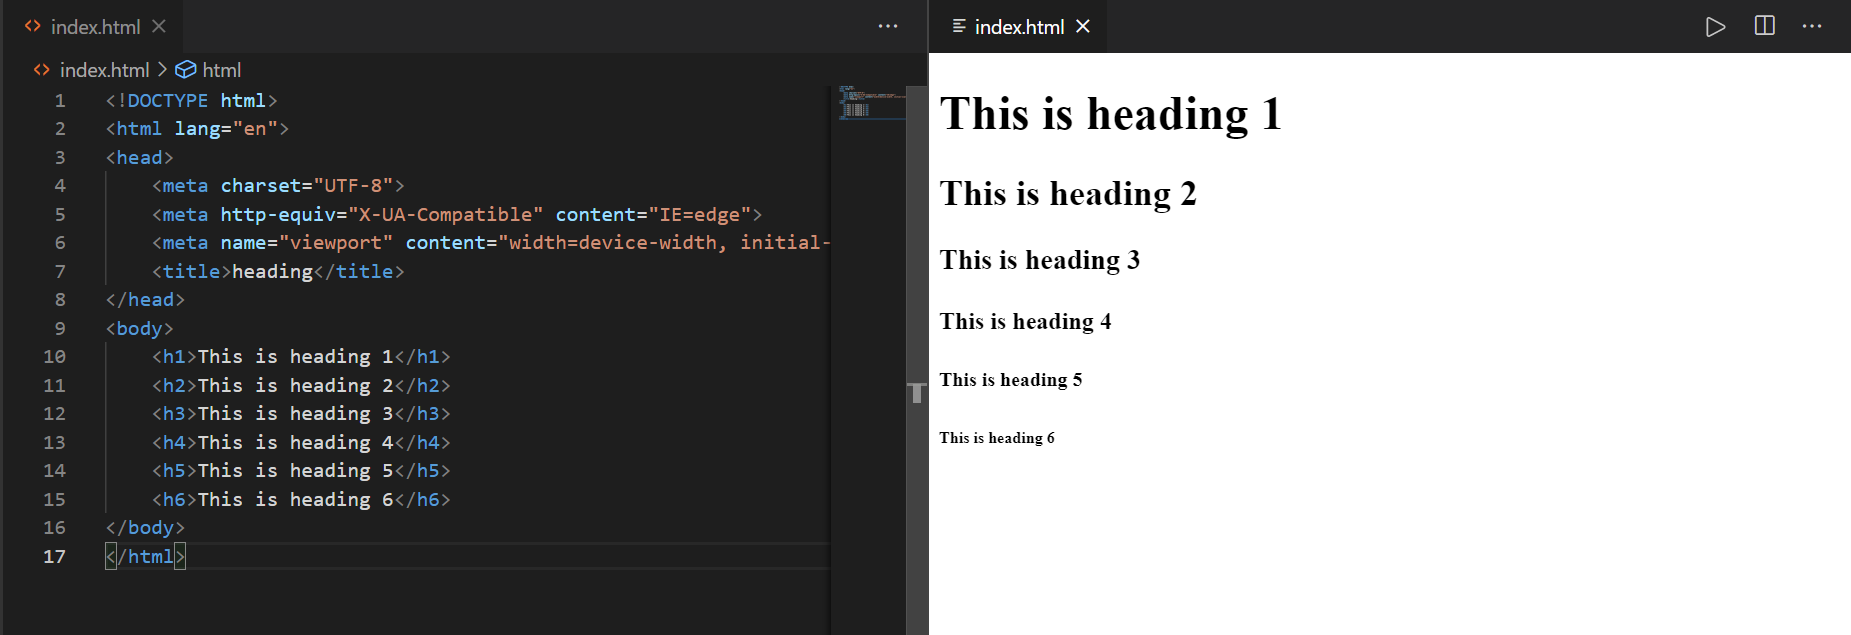 index.html
index.html > html
1 <!DOCTYPE html>
2 <html lang="en">
3 <head>
4 <meta charset="UTF-8">
5 <meta http-equiv="X-UA-Compatible" content="IE=edge">
6 <meta name="viewport" content="width=device-width, initial-
7 <title>heading</title>
8 </head>
9 <body>
10 <h1>This is heading 1</h1>
11 <h2>This is heading 2</h2>
12 <h3>This is heading 3</h3>
13 <h4>This is heading 4</h4>
14 <h5>This is heading 5</h5>
15 <h6>This is heading 6</h6>
16 </body>
17 </html>
index.html
This is heading 1
This is heading 2
This is heading 3
This is heading 4
This is heading 5
This is heading 6